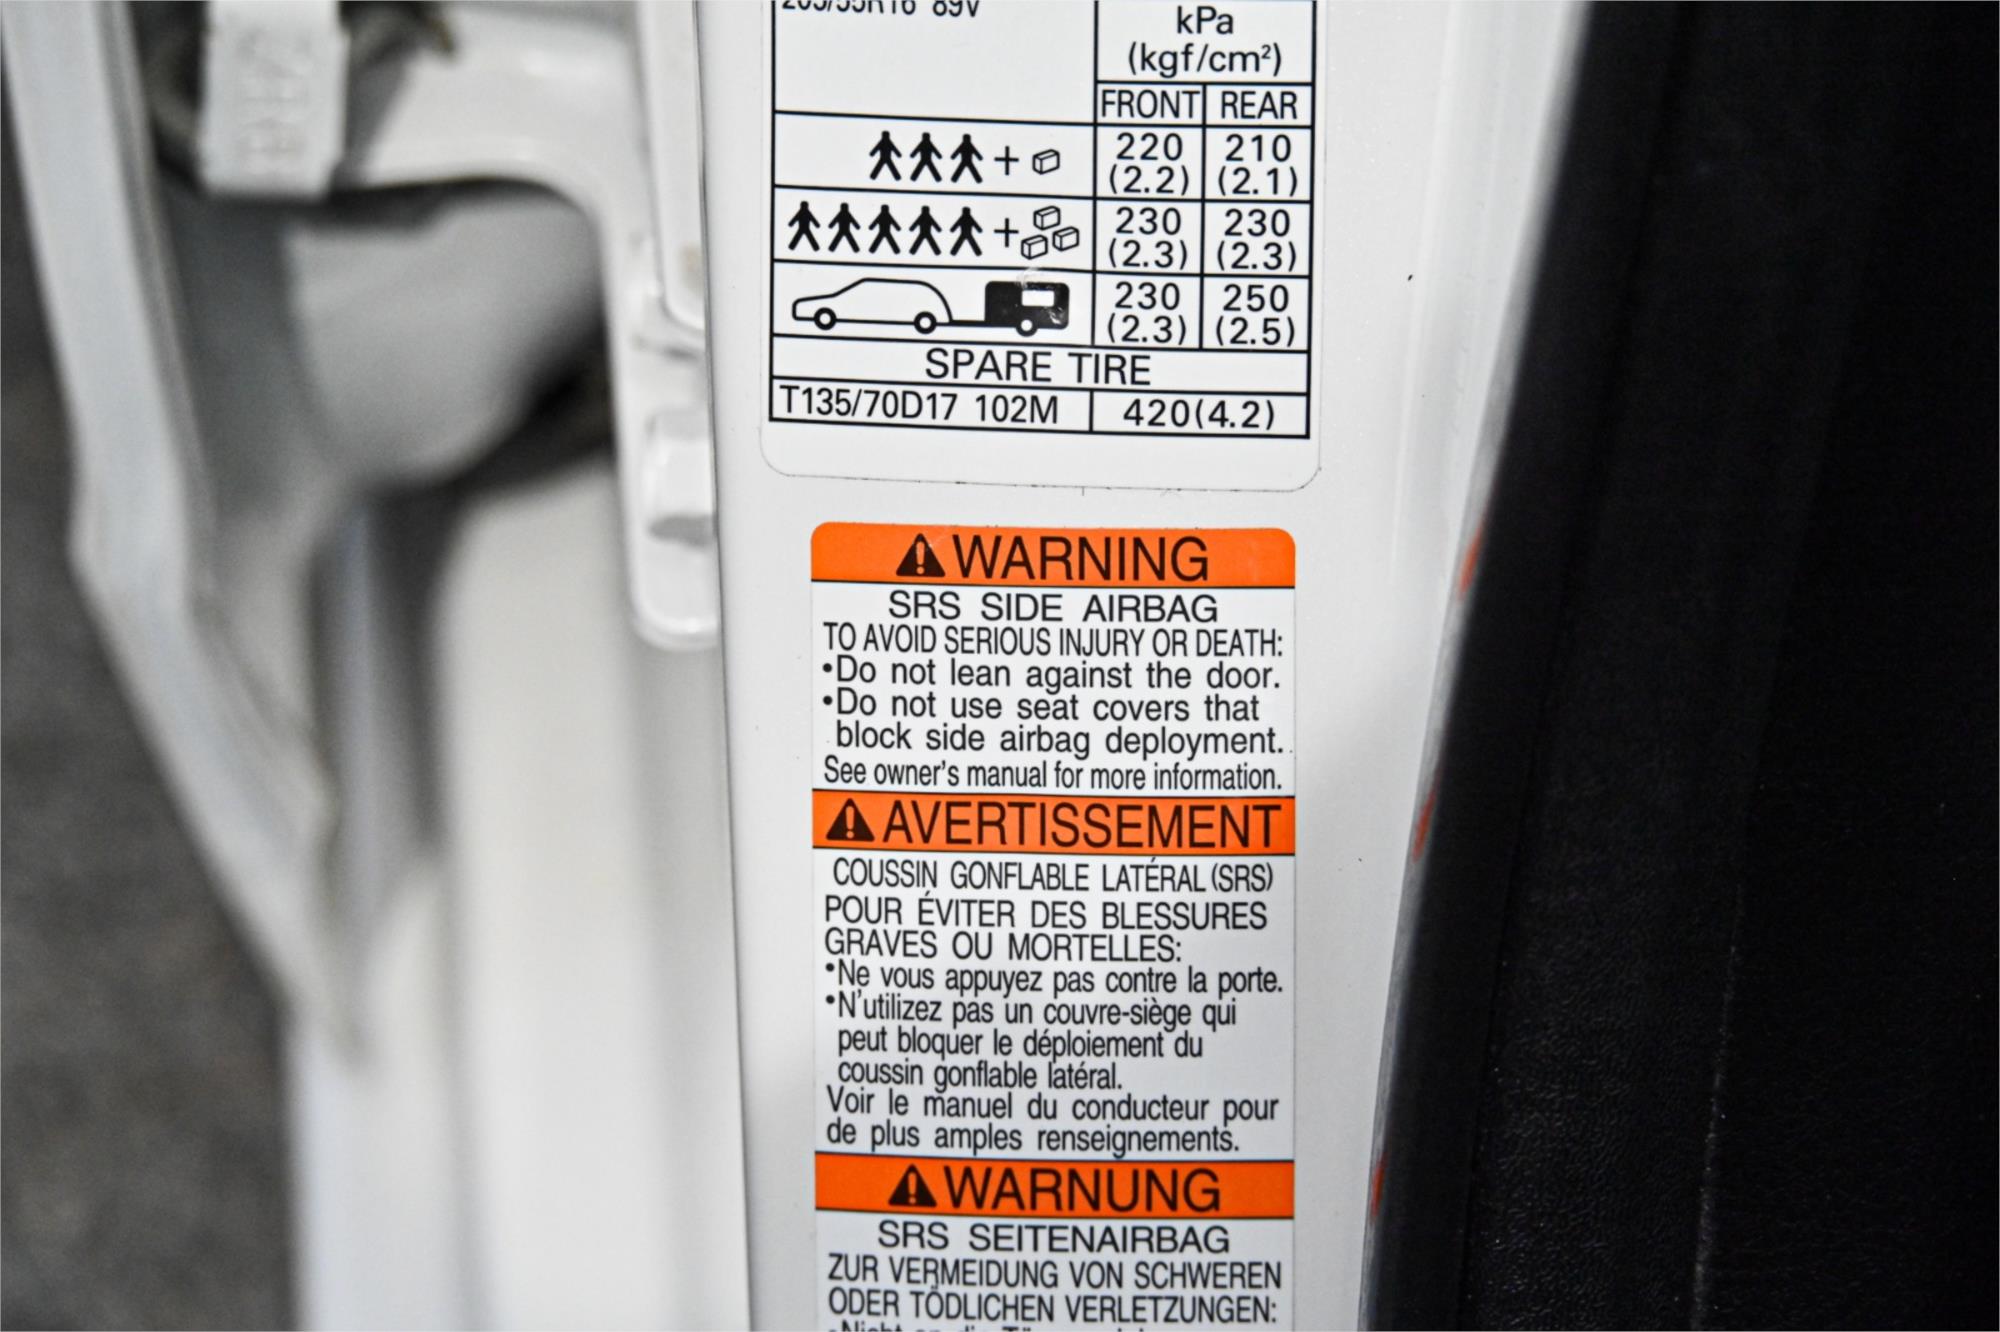 205/55R16 89V
kPa
(kgf/cm²)
FRONT REAR
+ 220 210
(2.2) (2.1)
+ 230 230
(2.3) (2.3)
230 250
(2.3) (2.5)
SPARE TIRE
T135/70D17 102M 420(4.2)
WARNING
SRS SIDE AIRBAG
TO AVOID SERIOUS INJURY OR DEATH:
•Do not lean against the door.
•Do not use seat covers that
block side airbag deployment.
See owner's manual for more information.
AVERTISSEMENT
COUSSIN GONFLABLE LATÉRAL (SRS)
POUR ÉVITER DES BLESSURES
GRAVES OU MORTELLES:
•Ne vous appuyez pas contre la porte.
•N'utilizez pas un couvre-siège qui
peut bloquer le déploiement du
coussin gonflable latéral.
Voir le manuel du conducteur pour
de plus amples renseignements.
WARNUNG
SRS SEITENAIRBAG
ZUR VERMEIDUNG VON SCHWEREN
ODER TÖDLICHEN VERLETZUNGEN: